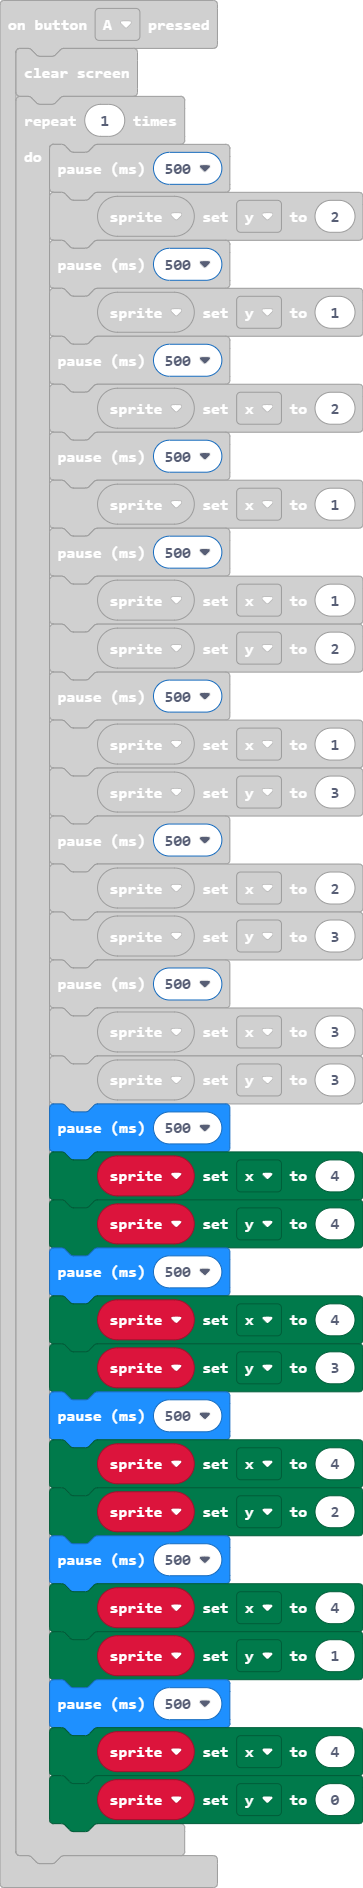 on button A pressed
clear screen
repeat 1 times
do
pause (ms) 500
sprite set y to 2
pause (ms) 500
sprite set y to 1
pause (ms) 500
sprite set x to 2
pause (ms) 500
sprite set x to 1
pause (ms) 500
sprite set x to 1
sprite set y to 2
pause (ms) 500
sprite set x to 1
sprite set y to 3
pause (ms) 500
sprite set x to 2
sprite set y to 3
pause (ms) 500
sprite set x to 3
sprite set y to 3
pause (ms) 500
sprite set x to 4
sprite set y to 4
pause (ms) 500
sprite set x to 4
sprite set y to 3
pause (ms) 500
sprite set x to 4
sprite set y to 2
pause (ms) 500
sprite set x to 4
sprite set y to 1
pause (ms) 500
sprite set x to 4
sprite set y to 0